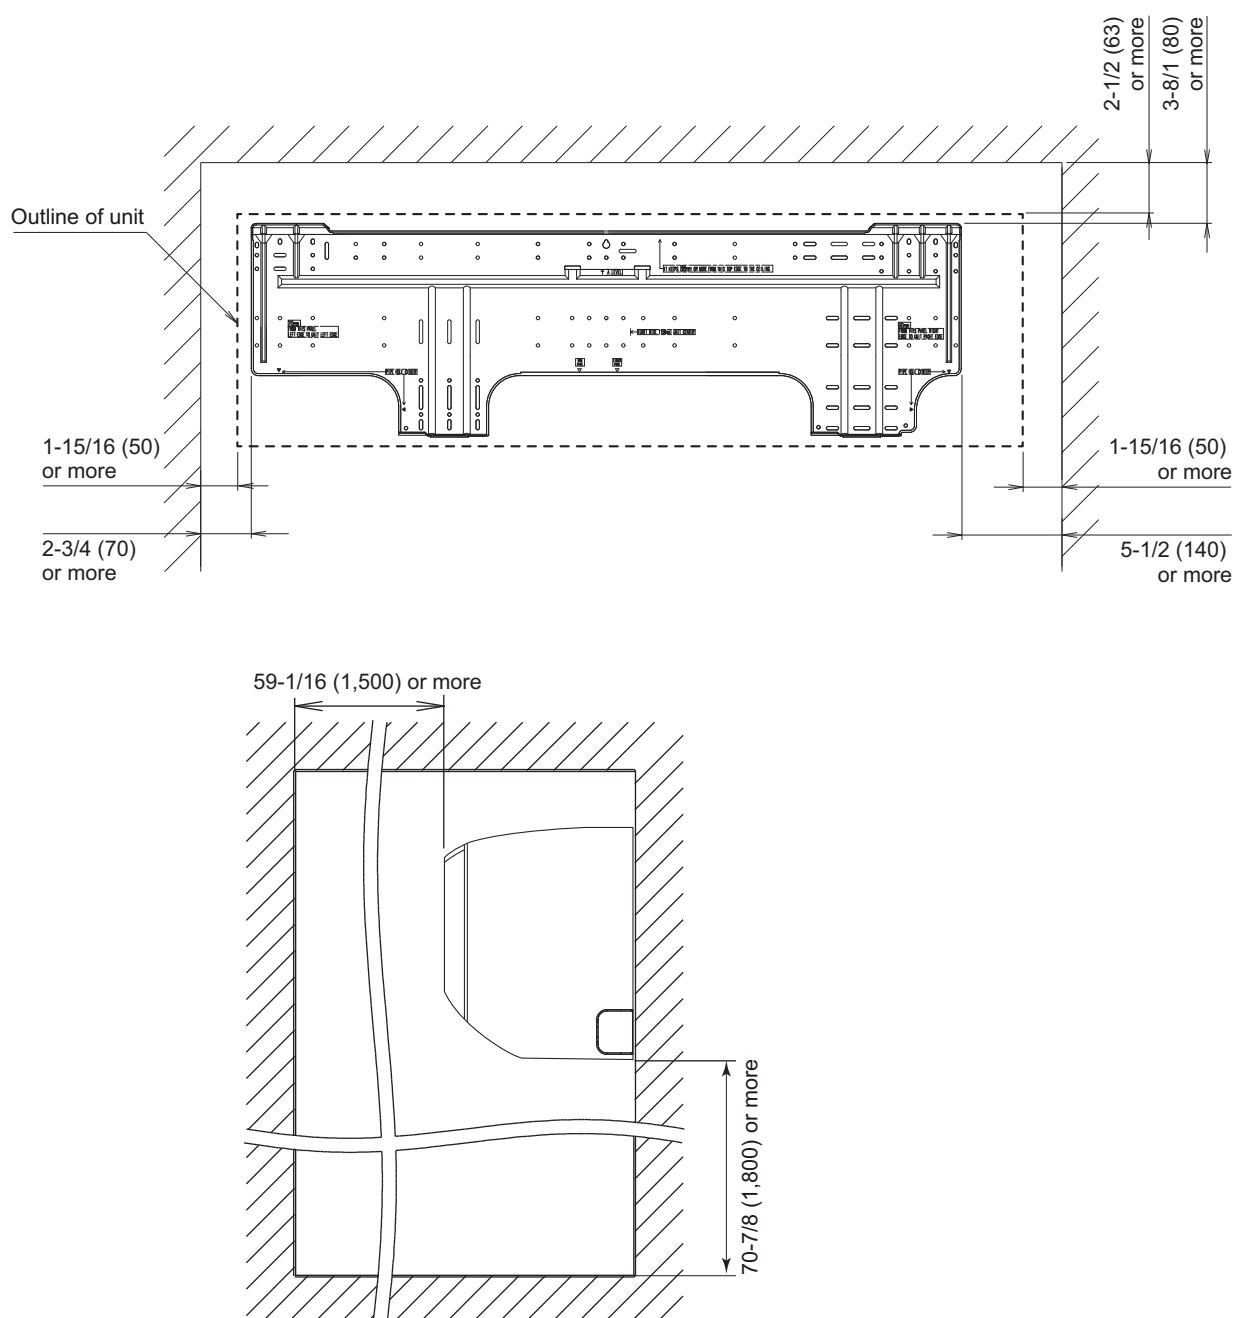 2-1/2 (63)
or more
3-8/1 (80)
or more
Outline of unit
1-15/16 (50)
or more
1-15/16 (50)
or more
2-3/4 (70)
or more
5-1/2 (140)
or more
59-1/16 (1,500) or more
70-7/8 (1,800) or more